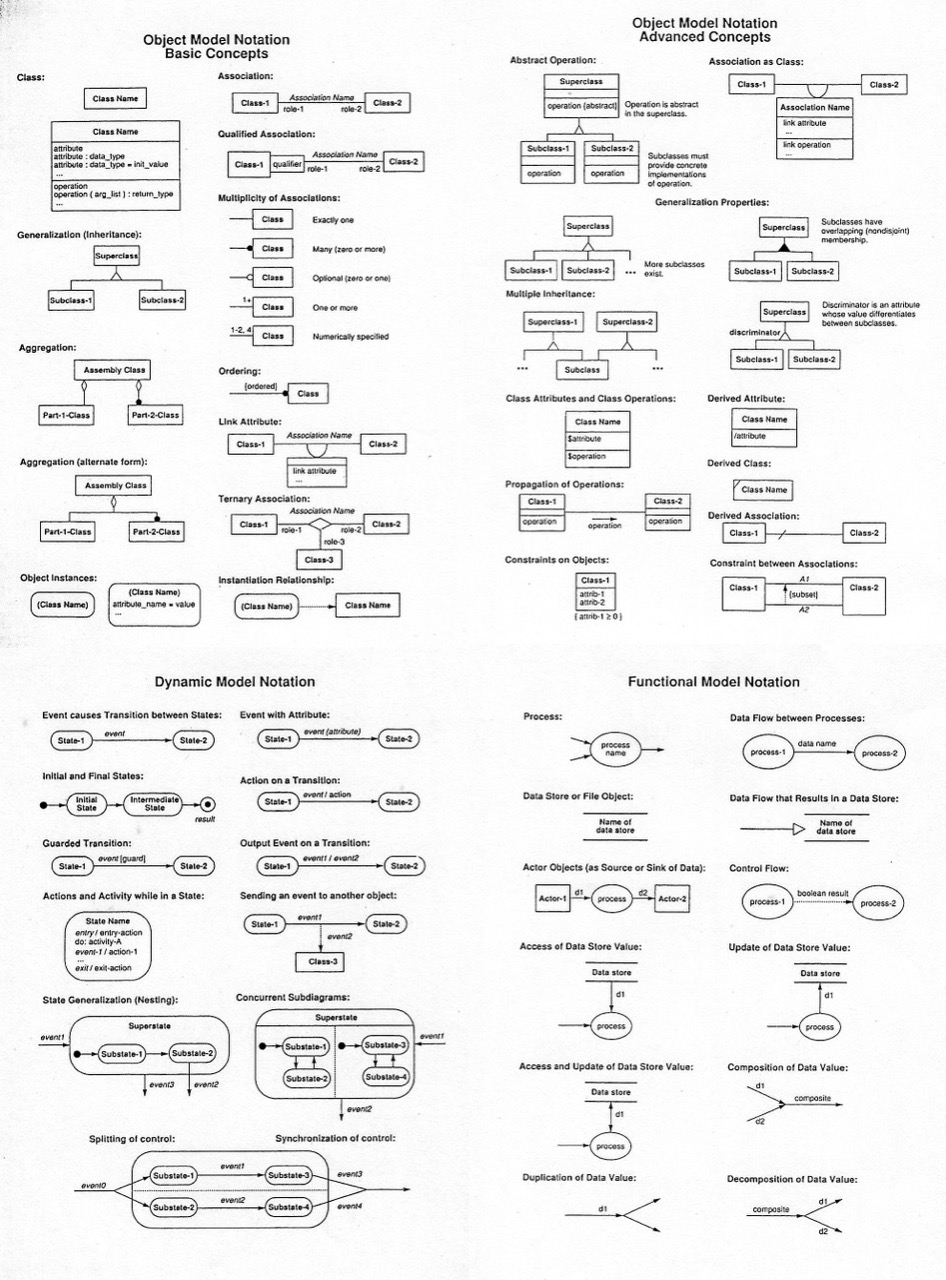 Object Model Notation
Basic Concepts
Class:
Class Name
Class Name
attribute
attribute : data_type
attribute : data_type = init_value
...
operation
operation ( arg_list ) : return_type
...
Generalization (Inheritance):
Superclass
Subclass-1
Subclass-2
Aggregation:
Assembly Class
Part-1-Class
Part-2-Class
Aggregation (alternate form):
Assembly Class
Part-1-Class
Part-2-Class
Object Instances:
(Class Name)
(Class Name)
attribute_name = value
...
Association:
Association Name
Class-1
role-1
role-2
Class-2
Qualified Association:
Association Name
Class-1
qualifier
role-1
role-2
Class-2
Multiplicity of Associations:
Class
Exactly one
Class
Many (zero or more)
Class
Optional (zero or one)
1+
Class
One or more
1-2, 4
Class
Numerically specified
Ordering:
{ordered}
Class
Link Attribute:
Association Name
Class-1
Class-2
link attribute
...
Ternary Association:
Association Name
Class-1
role-1
role-2
Class-2
role-3
Class-3
Instantiation Relationship:
(Class Name)
Class Name
Object Model Notation
Advanced Concepts
Abstract Operation:
Superclass
operation {abstract}
Operation is abstract
in the superclass.
Subclass-1
operation
Subclass-2
operation
Subclasses must
provide concrete
implementations
of operation.
Association as Class:
Class-1
Class-2
Association Name
link attribute
...
link operation
...
Generalization Properties:
Superclass
Subclass-1
Subclass-2
...
More subclasses
exist.
Superclass
Subclass-1
Subclass-2
Subclasses have
overlapping (nondisjoint)
membership.
Multiple Inheritance:
Superclass-1
Superclass-2
...
Subclass
...
Superclass
discriminator
Subclass-1
Subclass-2
Discriminator is an attribute
whose value differentiates
between subclasses.
Class Attributes and Class Operations:
Class Name
$attribute
$operation
Derived Attribute:
Class Name
/attribute
Derived Class:
Class Name
Propagation of Operations:
Class-1
operation
operation
Class-2
operation
Derived Association:
Class-1
Class-2
Constraints on Objects:
Class-1
attrib-1
attrib-2
{ attrib-1 ≥ 0 }
Constraint between Associations:
Class-1
A1
{subset}
A2
Class-2
Dynamic Model Notation
Event causes Transition between States:
State-1
event
State-2
Initial and Final States:
Initial
State
Intermediate
State
result
Guarded Transition:
State-1
event [guard]
State-2
Actions and Activity while in a State:
State Name
entry / entry-action
do: activity-A
event-1 / action-1
...
exit / exit-action
State Generalization (Nesting):
event1
Superstate
Substate-1
Substate-2
event3
event2
Event with Attribute:
State-1
event (attribute)
State-2
Action on a Transition:
State-1
event / action
State-2
Output Event on a Transition:
State-1
event1 / event2
State-2
Sending an event to another object:
State-1
event1
State-2
event2
Class-3
Concurrent Subdiagrams:
Superstate
Substate-1
Substate-2
Substate-3
Substate-4
event1
event2
Splitting of control:
Synchronization of control:
event0
Substate-1
event1
Substate-3
event3
Substate-2
event2
Substate-4
event4
Functional Model Notation
Process:
process
name
Data Flow between Processes:
process-1
data name
process-2
Data Store or File Object:
Name of
data store
Data Flow that Results in a Data Store:
Name of
data store
Actor Objects (as Source or Sink of Data):
Actor-1
d1
process
d2
Actor-2
Control Flow:
process-1
boolean result
process-2
Access of Data Store Value:
Data store
d1
process
Update of Data Store Value:
Data store
d1
process
Access and Update of Data Store Value:
Data store
d1
process
Composition of Data Value:
d1
d2
composite
Duplication of Data Value:
d1
Decomposition of Data Value:
composite
d1
d2